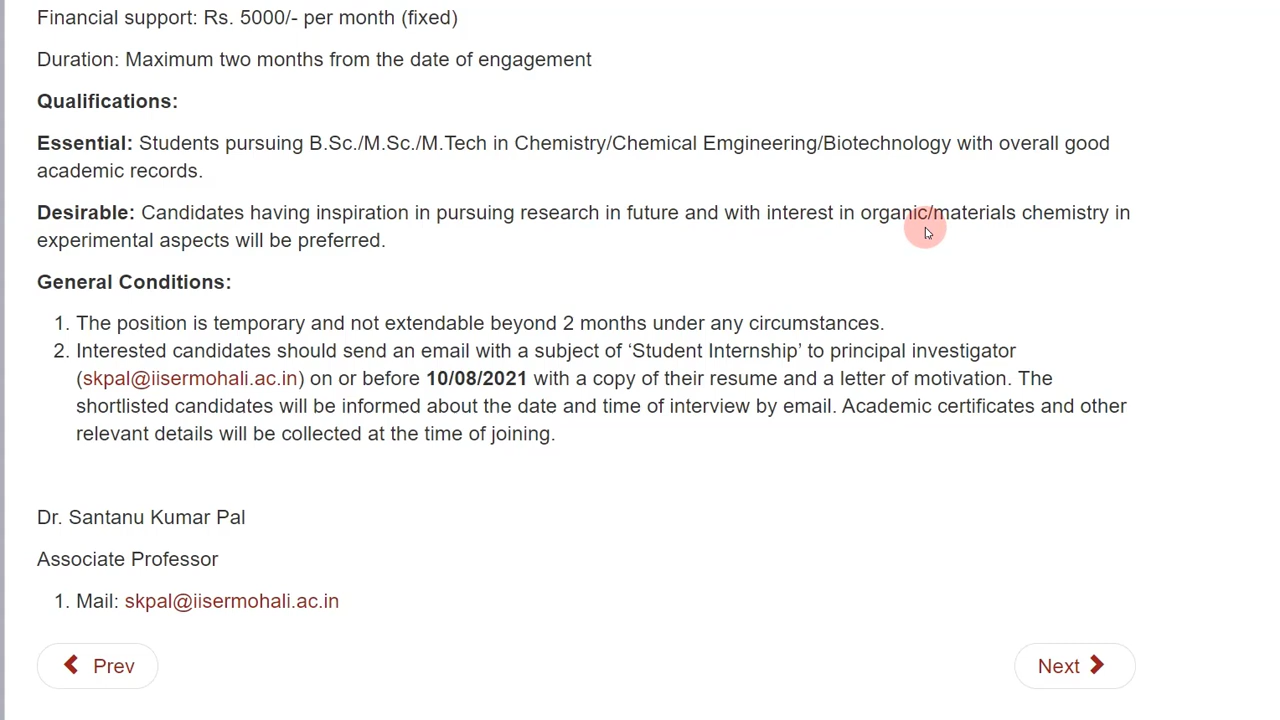 Financial support: Rs. 5000/- per month (fixed)
Duration: Maximum two months from the date of engagement
Qualifications:
Essential: Students pursuing B.Sc./M.Sc./M.Tech in Chemistry/Chemical Emgineering/Biotechnology with overall good
academic records.
Desirable: Candidates having inspiration in pursuing research in future and with interest in organic/materials chemistry in
experimental aspects will be preferred.
General Conditions:
1. The position is temporary and not extendable beyond 2 months under any circumstances.
2. Interested candidates should send an email with a subject of ‘Student Internship’ to principal investigator
(skpal@iisermohali.ac.in) on or before 10/08/2021 with a copy of their resume and a letter of motivation. The
shortlisted candidates will be informed about the date and time of interview by email. Academic certificates and other
relevant details will be collected at the time of joining.
Dr. Santanu Kumar Pal
Associate Professor
1. Mail: skpal@iisermohali.ac.in
Prev
Next